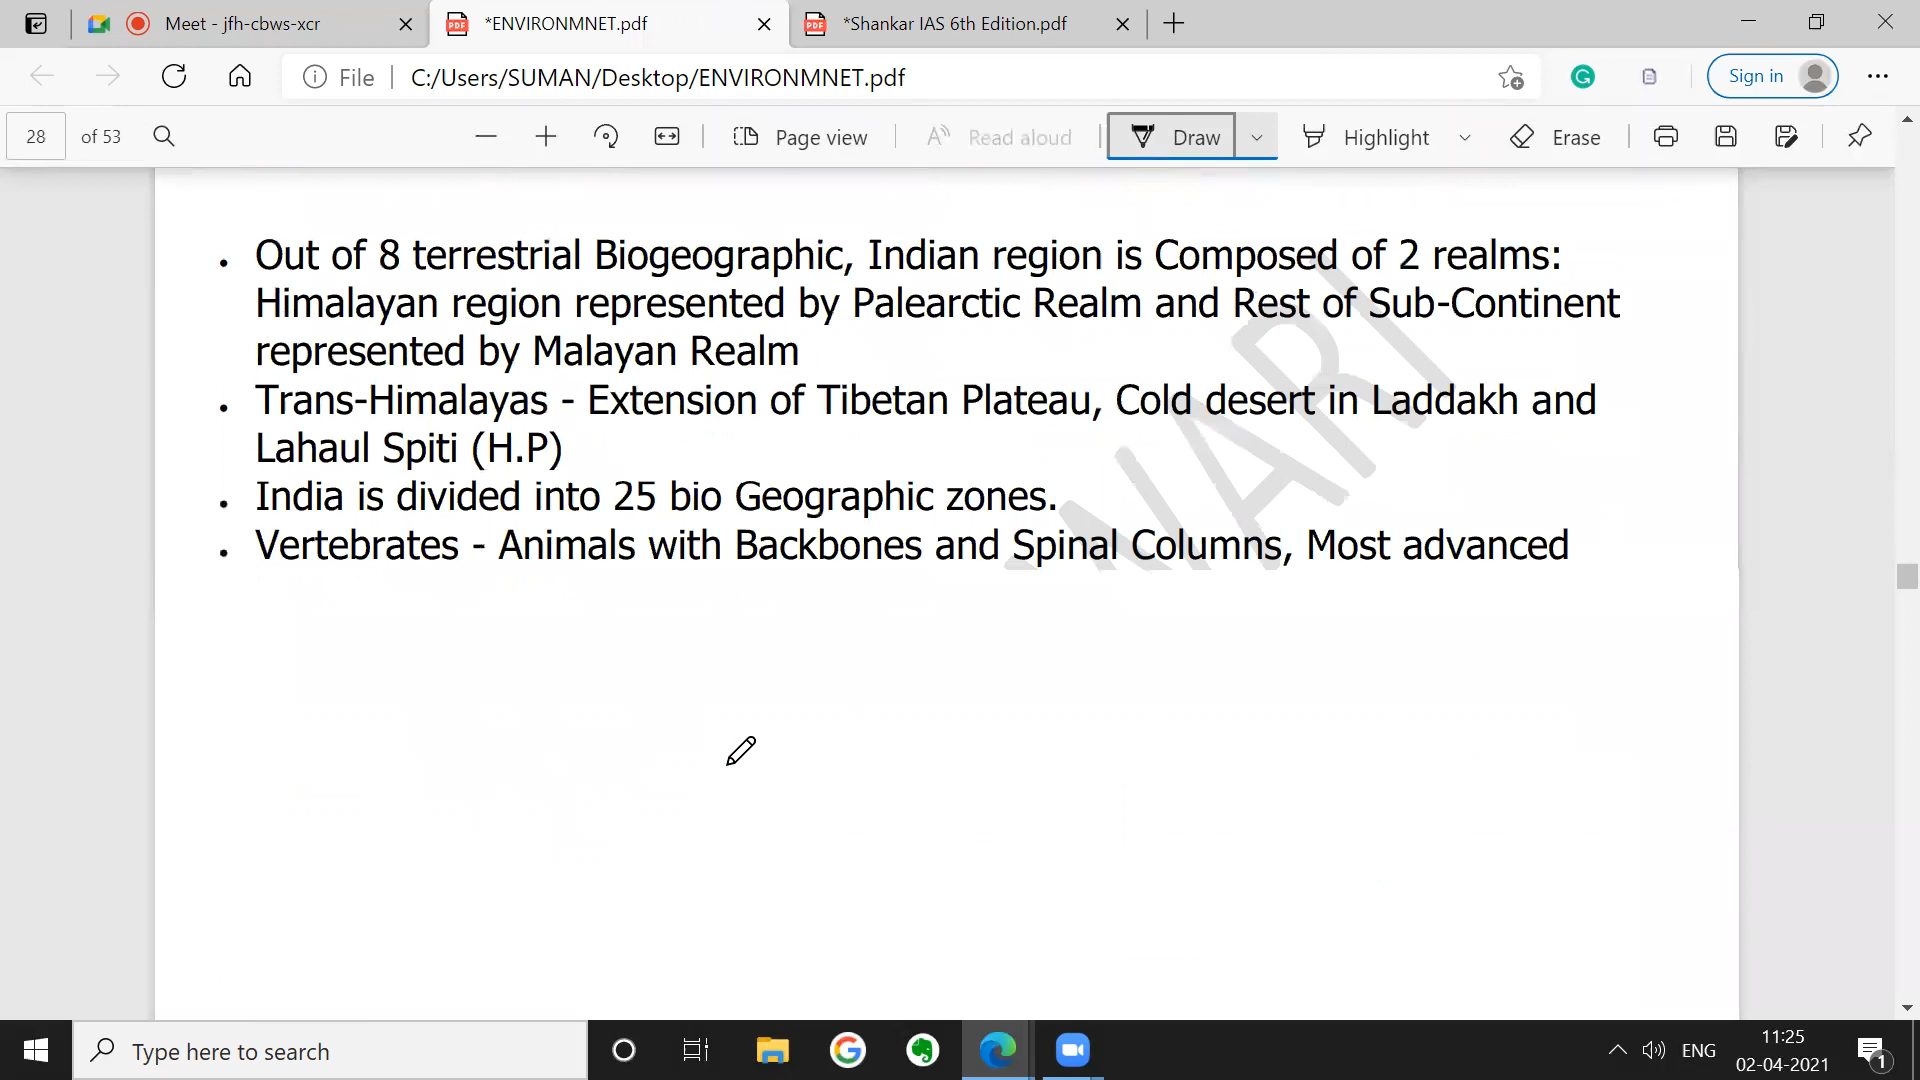 Meet - jfh-cbws-xcr
*ENVIRONMNET.pdf
*Shankar IAS 6th Edition.pdf
File
C:/Users/SUMAN/Desktop/ENVIRONMNET.pdf
Sign in
28 of 53
Page view
Read aloud
Draw
Highlight
Erase
• Out of 8 terrestrial Biogeographic, Indian region is Composed of 2 realms:
Himalayan region represented by Palearctic Realm and Rest of Sub-Continent
represented by Malayan Realm
• Trans-Himalayas - Extension of Tibetan Plateau, Cold desert in Laddakh and
Lahaul Spiti (H.P)
• India is divided into 25 bio Geographic zones.
• Vertebrates - Animals with Backbones and Spinal Columns, Most advanced
WARI
Type here to search
ENG
11:25
02-04-2021
1